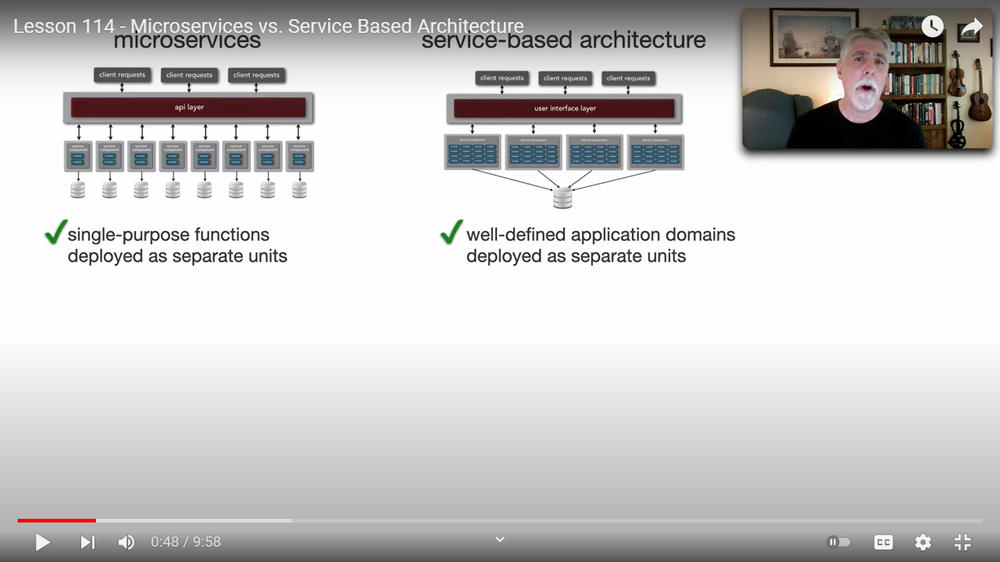 Lesson 114 - Microservices vs. Service Based Architecture
microservices
service-based architecture
client requests
client requests
client requests
api layer
service component
service component
service component
service component
service component
service component
service component
service component
client requests
client requests
client requests
user interface layer
service component
service component
service component
service component
single-purpose functions
deployed as separate units
well-defined application domains
deployed as separate units
0:48 / 9:58
CC